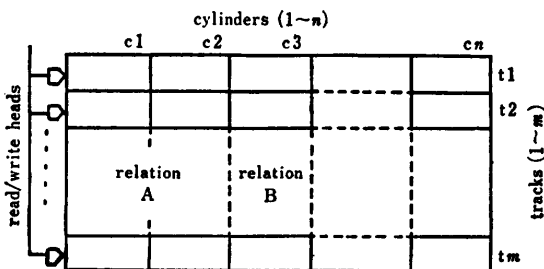 cylinders (1~n)
c1 c2 c3 cn
t1
t2
read/write heads
tracks (1~m)
relation A
relation B
tm